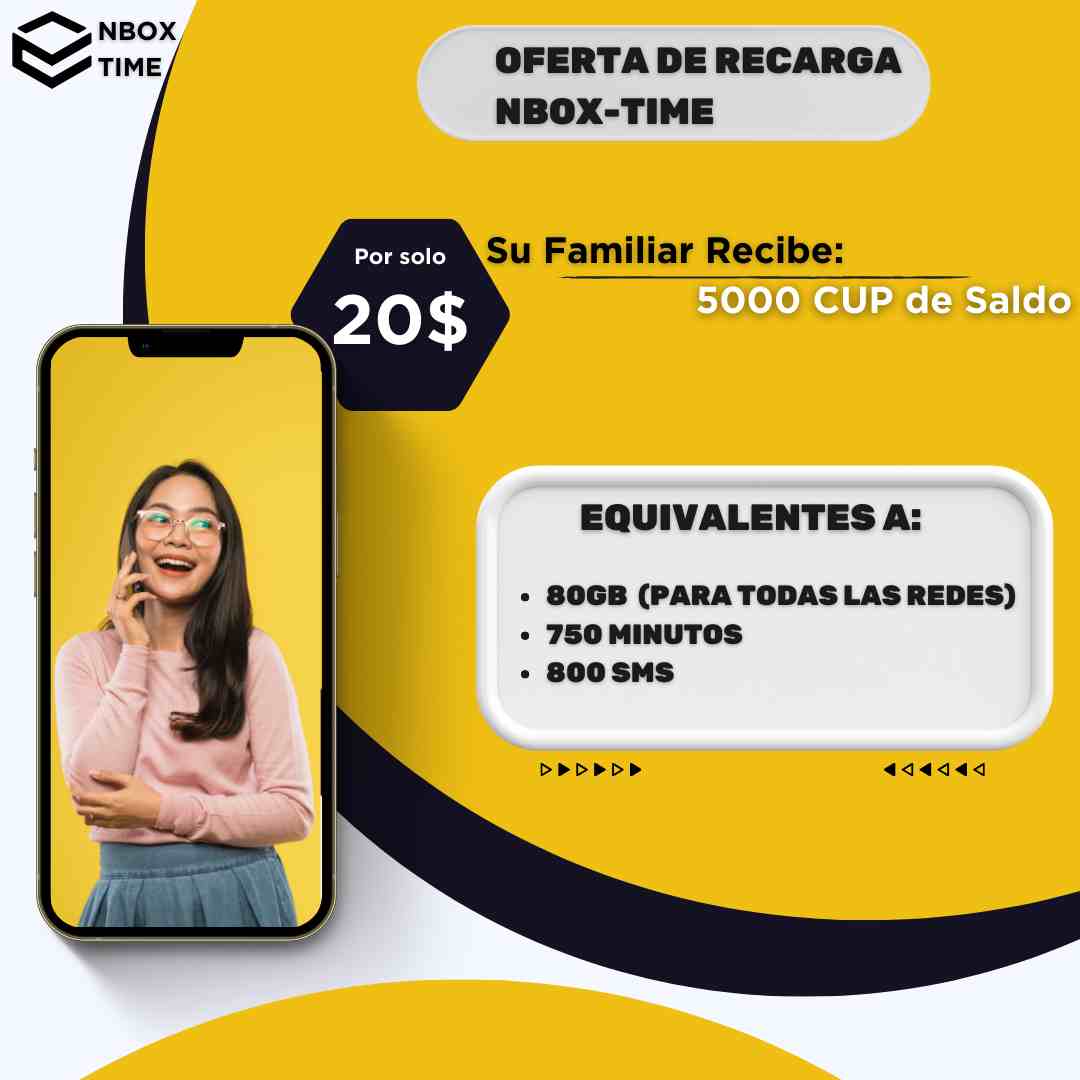 NBOX
TIME
OFERTA DE RECARGA
NBOX-TIME
Por solo
20$
Su Familiar Recibe:
5000 CUP de Saldo
EQUIVALENTES A:
• 80GB (PARA TODAS LAS REDES)
• 750 MINUTOS
• 800 SMS